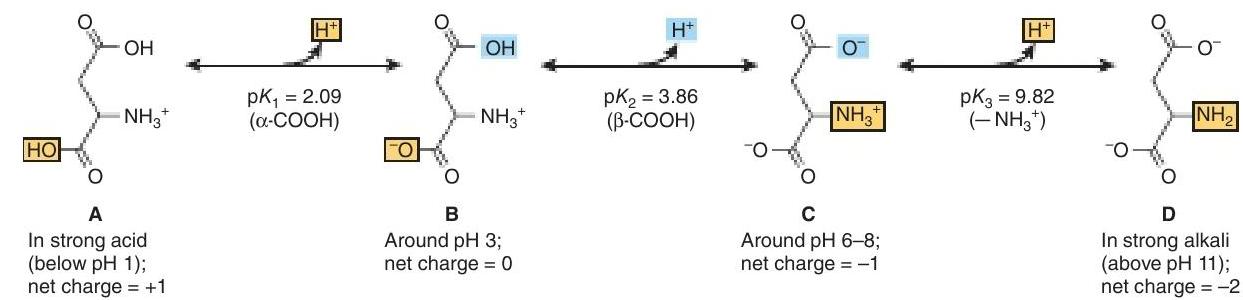 O
OH
NH₃⁺
HO
O
H⁺
pK₁ = 2.09
(α-COOH)
O
OH
NH₃⁺
⁻O
O
H⁺
pK₂ = 3.86
(β-COOH)
O
O⁻
NH₃⁺
⁻O
O
H⁺
pK₃ = 9.82
(— NH₃⁺)
O
O⁻
NH₂
⁻O
O
A
In strong acid
(below pH 1);
net charge = +1
B
Around pH 3;
net charge = 0
C
Around pH 6–8;
net charge = –1
D
In strong alkali
(above pH 11);
net charge = –2